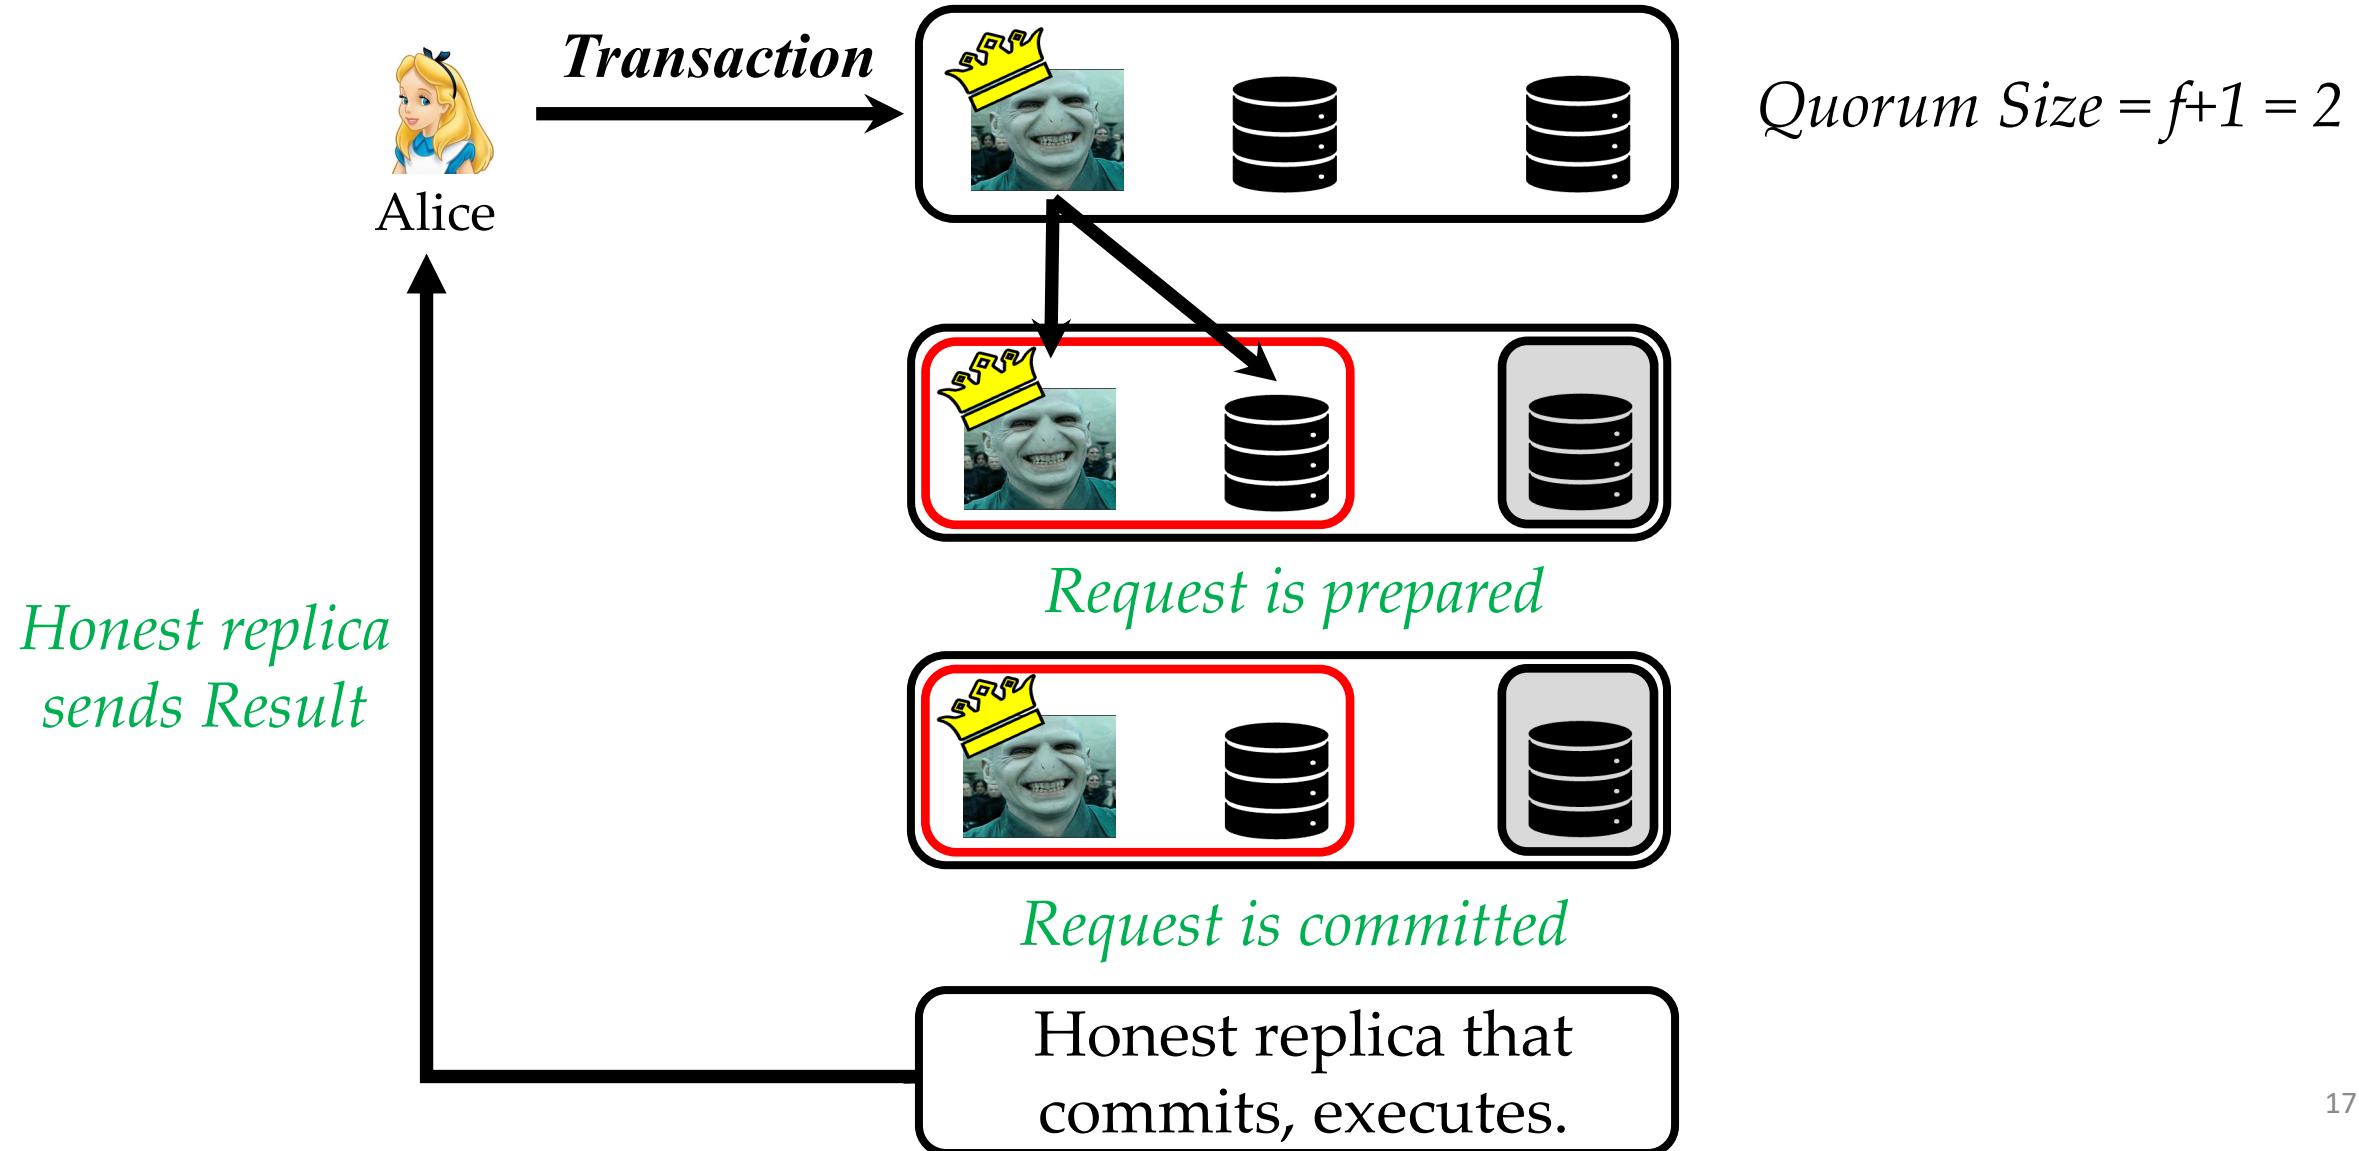 Transaction
Quorum Size = f+1 = 2
Alice
Request is prepared
Honest replica
sends Result
Request is committed
Honest replica that
commits, executes.
17